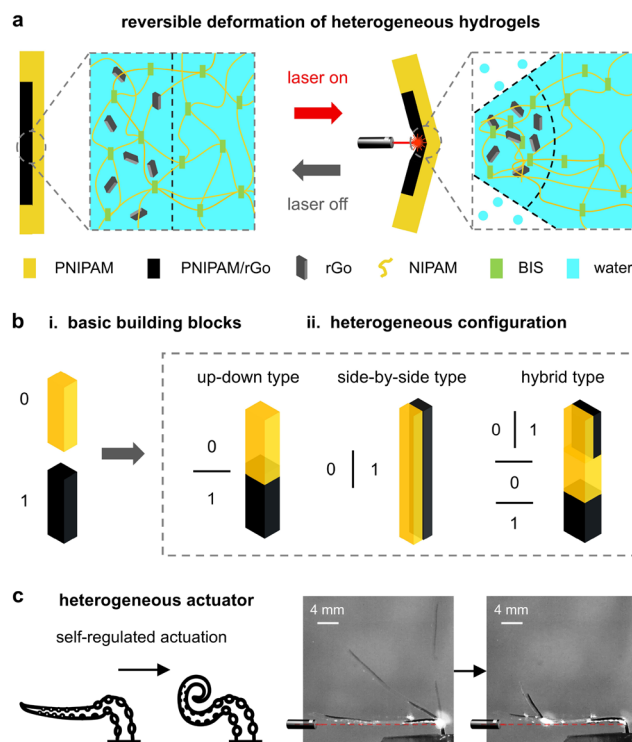 a
reversible deformation of heterogeneous hydrogels
laser on
laser off
PNIPAM
PNIPAM/rGo
rGo
NIPAM
BIS
water
b
i. basic building blocks
ii. heterogeneous configuration
0
1
up-down type
0
1
side-by-side type
0 | 1
hybrid type
0 | 1
0
1
c
heterogeneous actuator
self-regulated actuation
4 mm
4 mm